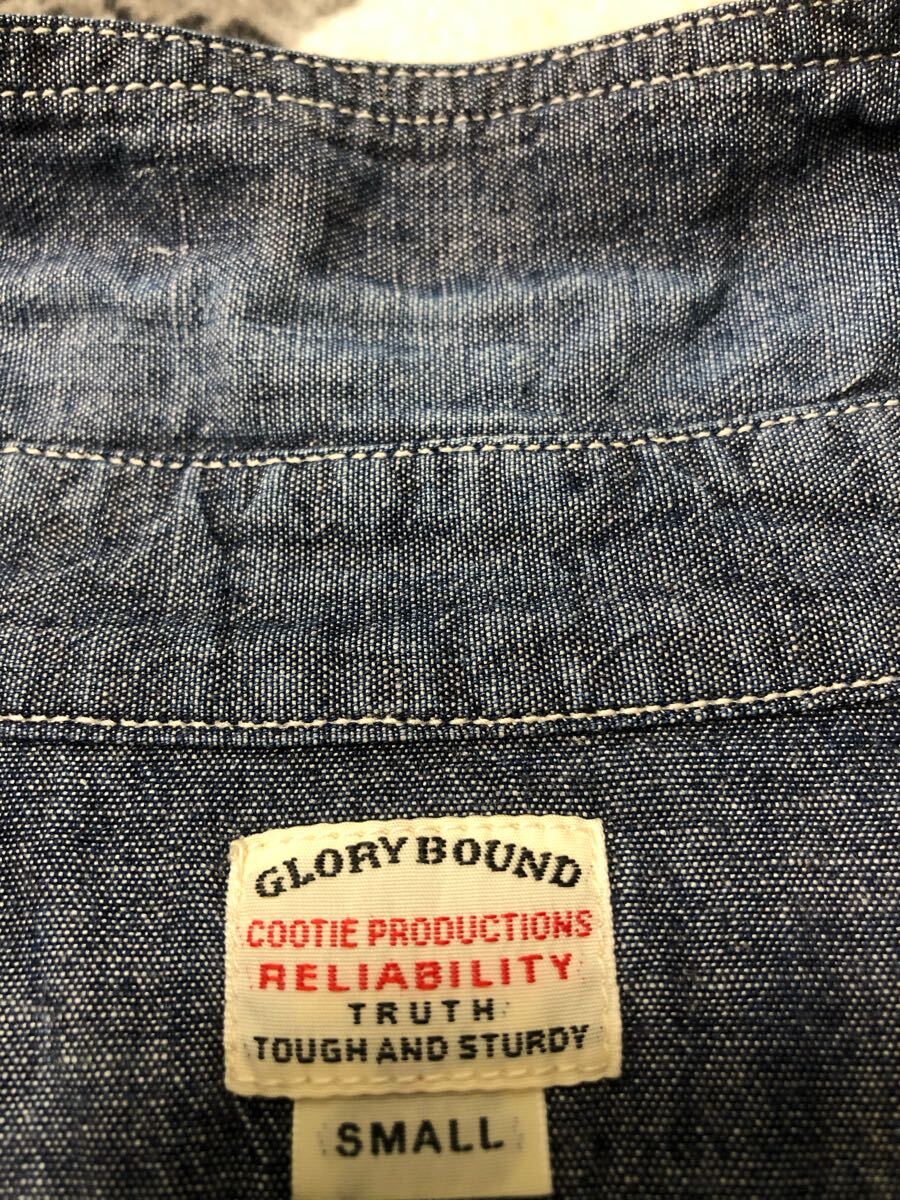 GLORY BOUND
COOTIE PRODUCTIONS
RELIABILITY
TRUTH
TOUGH AND STURDY
SMALL